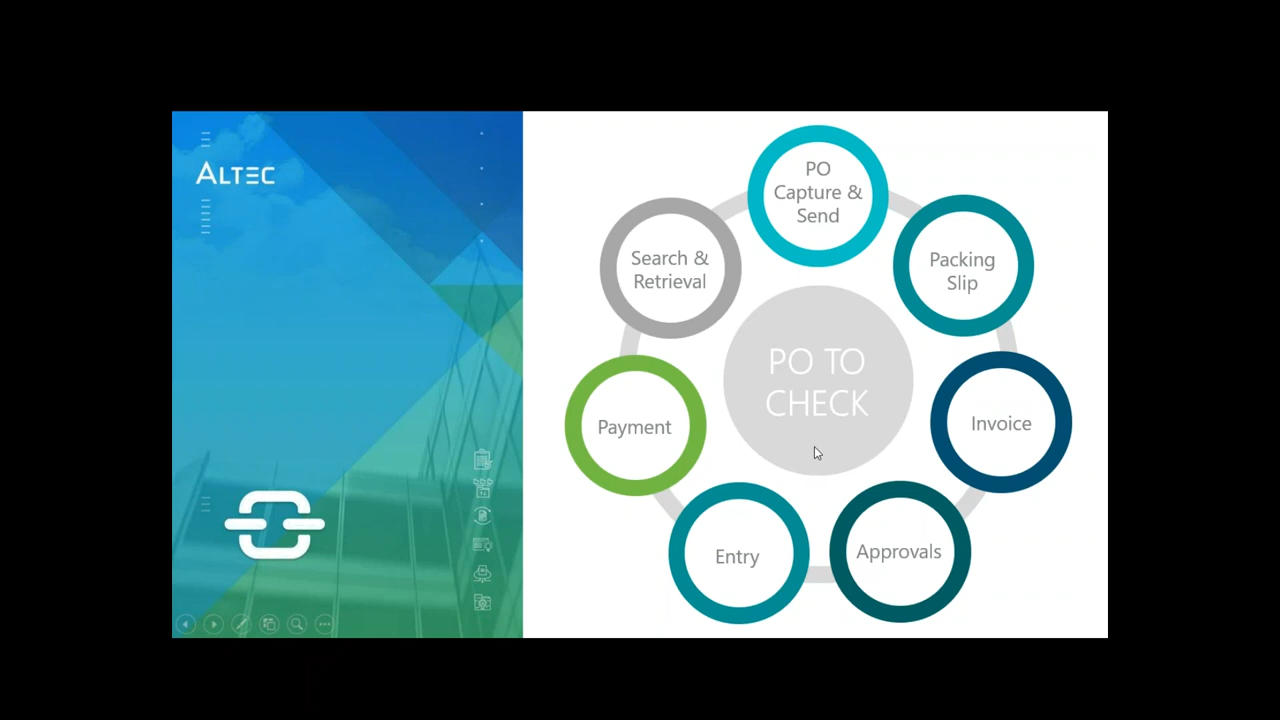 ALTEC
PO
Capture &
Send
Packing
Slip
Invoice
Approvals
Entry
Payment
Search &
Retrieval
PO TO
CHECK